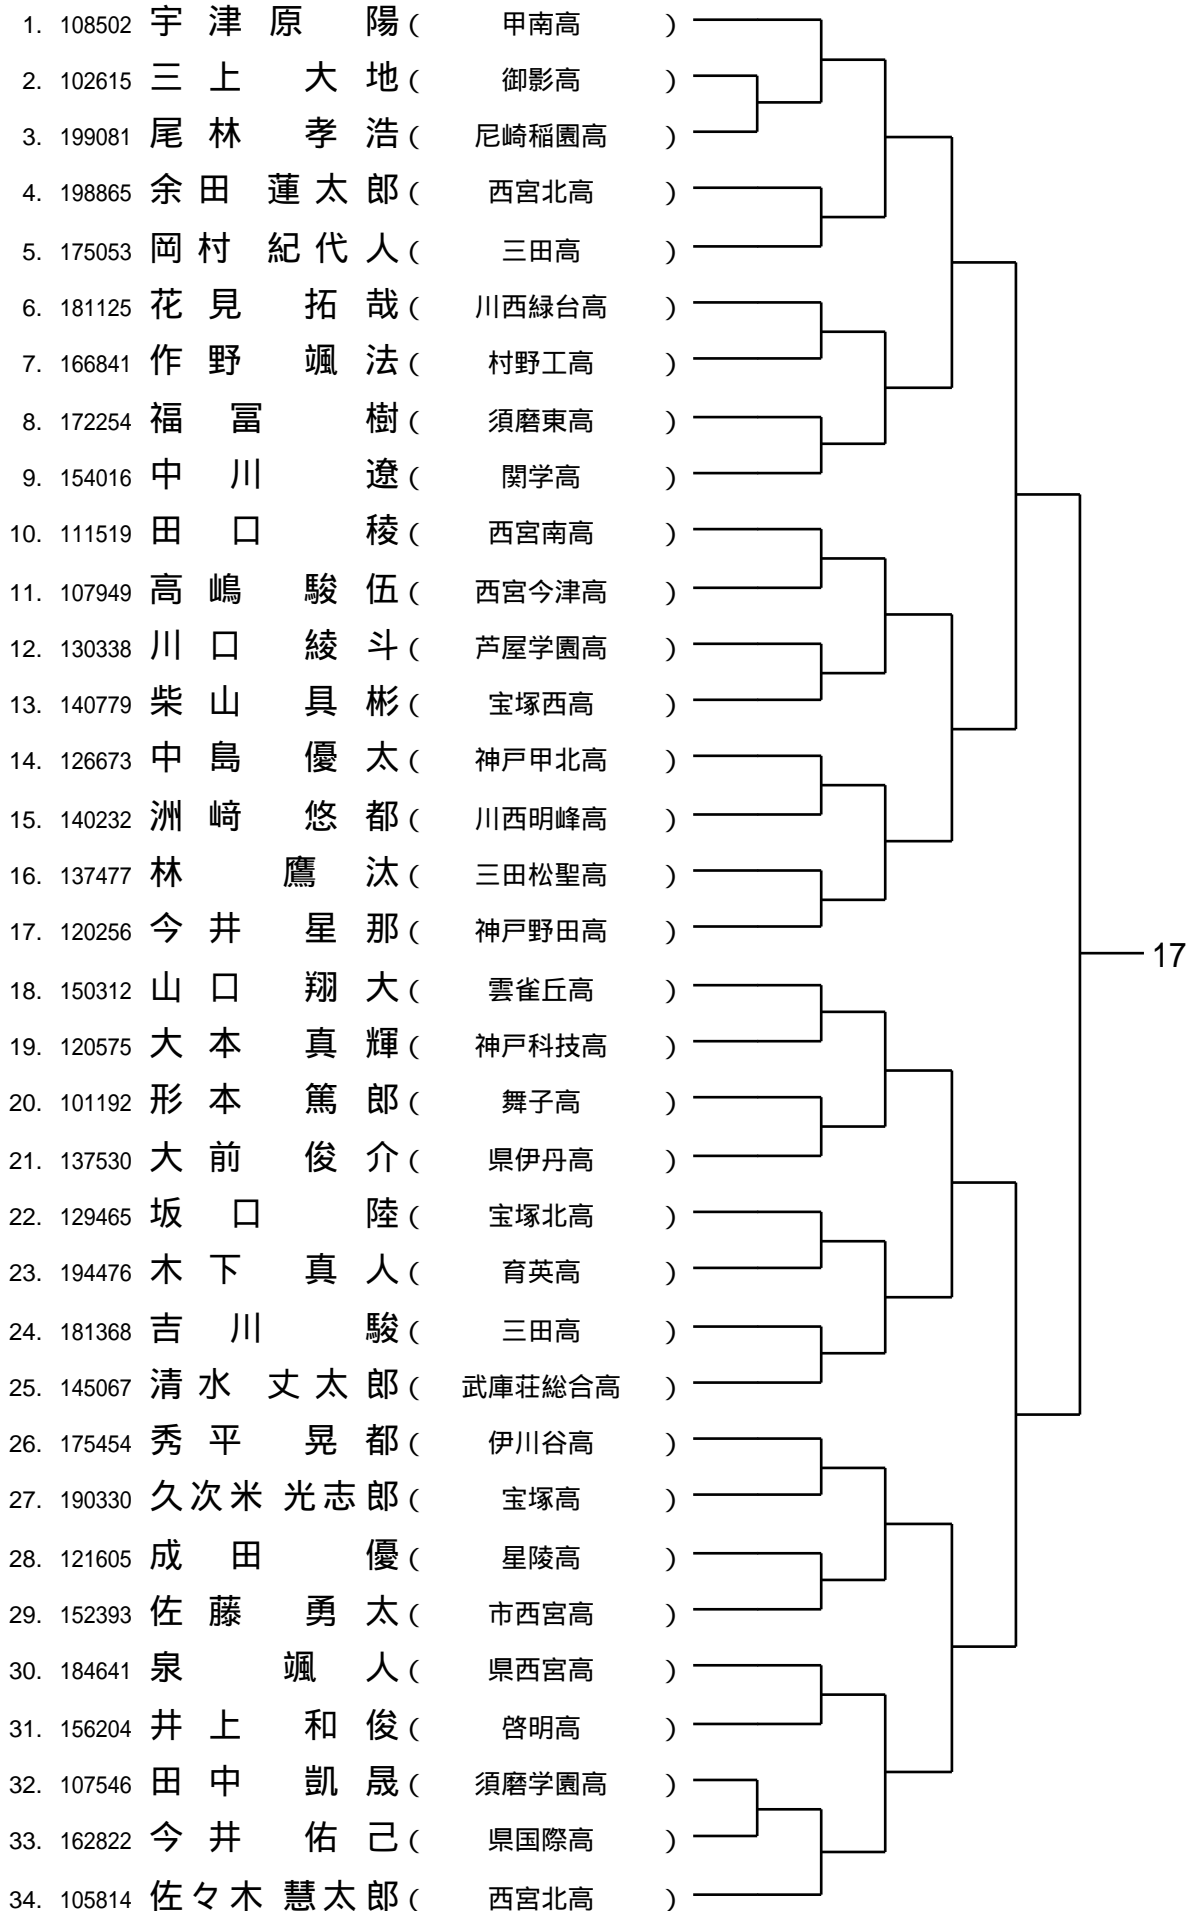 1. 108502 宇津原 陽 ( 甲南高 )
2. 102615 三上 大地 ( 御影高 )
3. 199081 尾林 孝浩 ( 尼崎稲園高 )
4. 198865 余田 蓮太郎 ( 西宮北高 )
5. 175053 岡村 紀代人 ( 三田高 )
6. 181125 花見 拓哉 ( 川西緑台高 )
7. 166841 作野 颯法 ( 村野工高 )
8. 172254 福冨 樹 ( 須磨東高 )
9. 154016 中川 遼 ( 関学高 )
10. 111519 田口 稜 ( 西宮南高 )
11. 107949 高嶋 駿伍 ( 西宮今津高 )
12. 130338 川口 綾斗 ( 芦屋学園高 )
13. 140779 柴山 具彬 ( 宝塚西高 )
14. 126673 中島 優太 ( 神戸甲北高 )
15. 140232 洲﨑 悠都 ( 川西明峰高 )
16. 137477 林 鷹汰 ( 三田松聖高 )
17. 120256 今井 星那 ( 神戸野田高 )
17
18. 150312 山口 翔大 ( 雲雀丘高 )
19. 120575 大本 真輝 ( 神戸科技高 )
20. 101192 形本 篤郎 ( 舞子高 )
21. 137530 大前 俊介 ( 県伊丹高 )
22. 129465 坂口 陸 ( 宝塚北高 )
23. 194476 木下 真人 ( 育英高 )
24. 181368 吉川 駿 ( 三田高 )
25. 145067 清水 丈太郎 ( 武庫荘総合高 )
26. 175454 秀平 晃都 ( 伊川谷高 )
27. 190330 久次米 光志郎 ( 宝塚高 )
28. 121605 成田 優 ( 星陵高 )
29. 152393 佐藤 勇太 ( 市西宮高 )
30. 184641 泉 颯人 ( 県西宮高 )
31. 156204 井上 和俊 ( 啓明高 )
32. 107546 田中 凱晟 ( 須磨学園高 )
33. 162822 今井 佑己 ( 県国際高 )
34. 105814 佐々木 慧太郎 ( 西宮北高 )